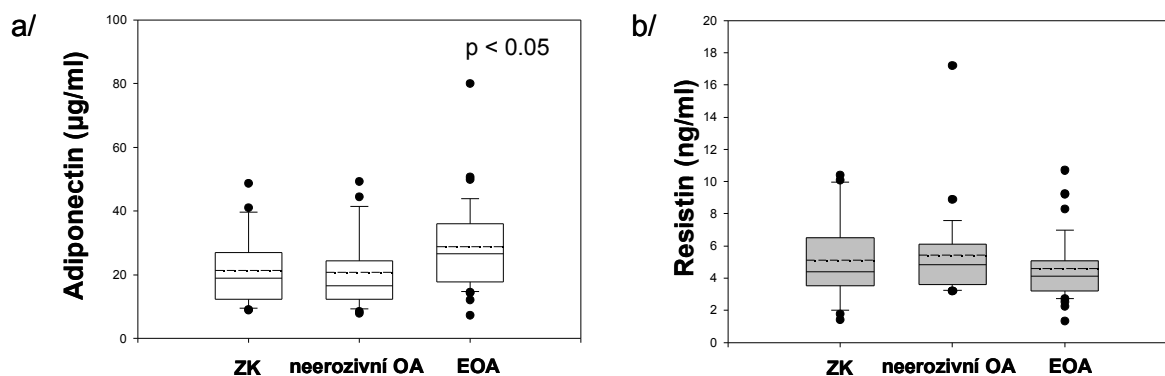 a/
Adiponectin (µg/ml)
100
80
60
40
20
0
p < 0.05
ZK neerozivní OA EOA
b/
Resistin (ng/ml)
20
18
16
14
12
10
8
6
4
2
0
ZK neerozivní OA EOA